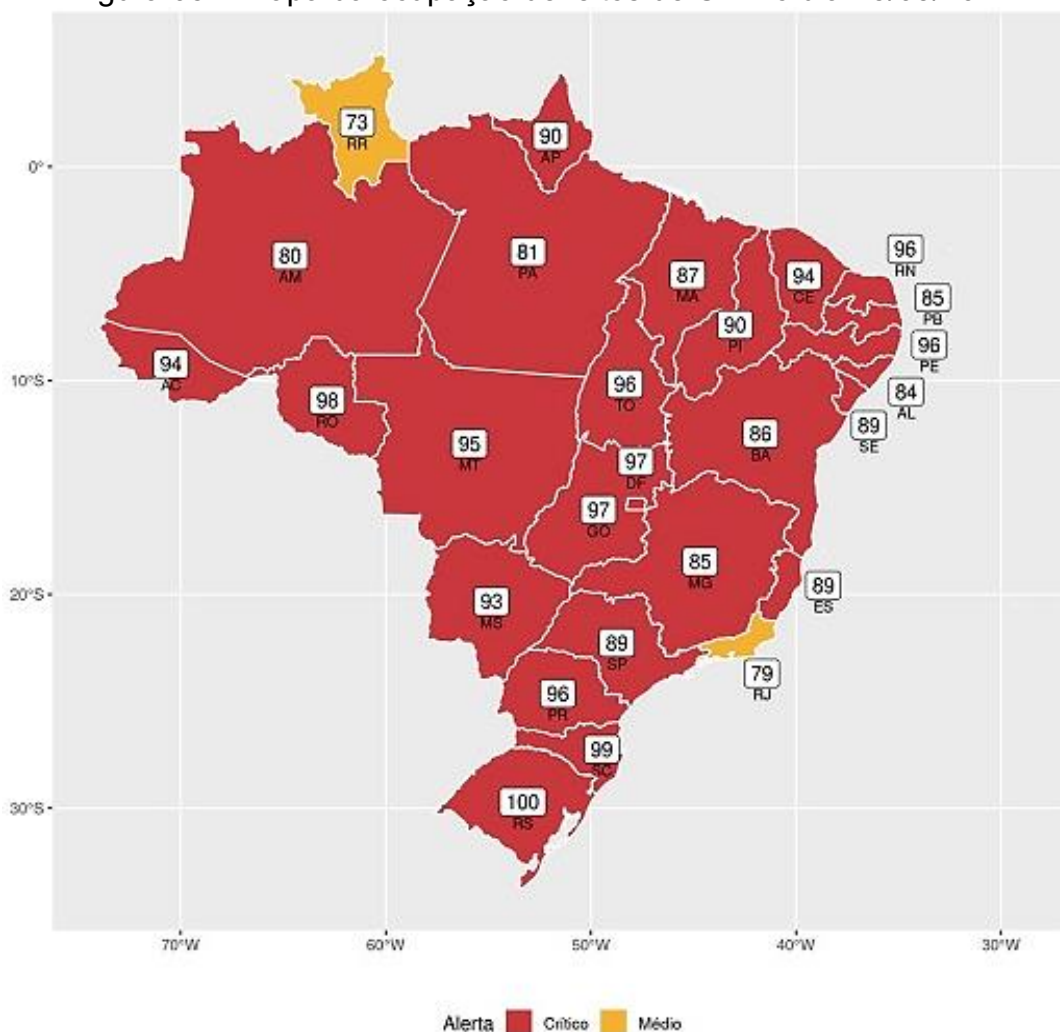 73
RR
90
AP
0°
80
AM
81
PA
87
MA
94
CE
96
RN
85
PB
90
PI
96
PE
94
AC
10°S
98
RO
96
TO
84
AL
89
SE
95
MT
86
BA
97
DF
97
GO
85
MG
89
ES
20°S
93
MS
89
SP
79
RJ
96
PR
99
SC
100
RS
30°S
70°W
60°W
50°W
40°W
30°W
Alerta Crítico Médio